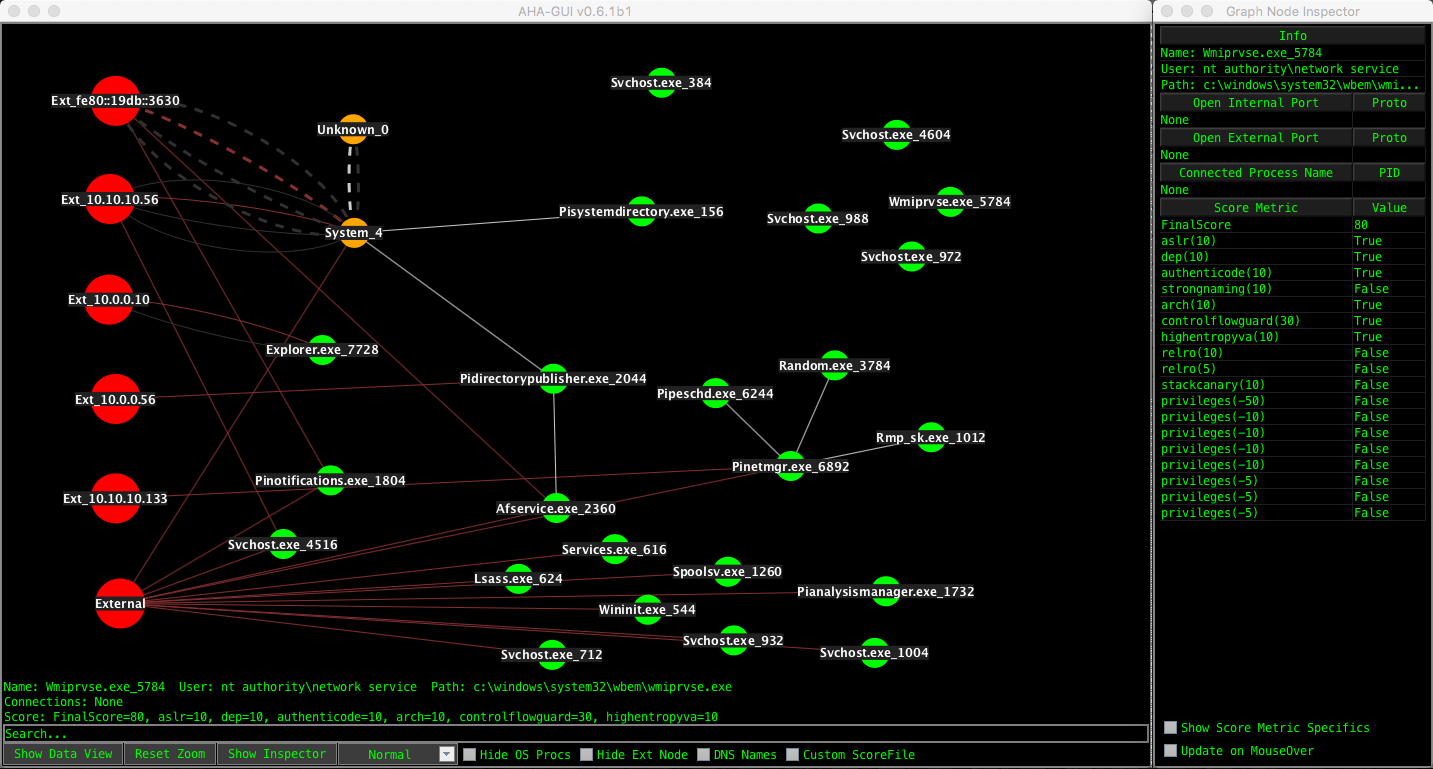 AHA-GUI v0.6.1b1
Svchost.exe_384
Ext_fe80::19db::3630
Unknown_0
Svchost.exe_4604
Ext_10.10.10.56
Wmiprvse.exe_5784
Pisystemdirectory.exe_156
Svchost.exe_988
System_4
Svchost.exe_972
Ext_10.0.0.10
Explorer.exe_7728
Random.exe_3784
Pidirectorypublisher.exe_2044
Pipeschd.exe_6244
Ext_10.0.0.56
Rmp_sk.exe_1012
Pinetmgr.exe_6892
Pinotifications.exe_1804
Ext_10.10.10.133
Afservice.exe_2360
Svchost.exe_4516
Services.exe_616
Spoolsv.exe_1260
Lsass.exe_624
Pianalysismanager.exe_1732
External
Wininit.exe_544
Svchost.exe_932
Svchost.exe_1004
Svchost.exe_712
Name: Wmiprvse.exe_5784 User: nt authority\network service Path: c:\windows\system32\wbem\wmiprvse.exe
Connections: None
Score: FinalScore=80, aslr=10, dep=10, authenticode=10, arch=10, controlflowguard=30, highentropyva=10
Search...
Show Data View Reset Zoom Show Inspector Normal Hide OS Procs Hide Ext Node DNS Names Custom ScoreFile
Graph Node Inspector
Info
Name: Wmiprvse.exe_5784
User: nt authority\network service
Path: c:\windows\system32\wbem\wmi...
Open Internal Port Proto
None
Open External Port Proto
None
Connected Process Name PID
None
Score Metric Value
FinalScore 80
aslr(10) True
dep(10) True
authenticode(10) True
strongnaming(10) False
arch(10) True
controlflowguard(30) True
highentropyva(10) True
relro(10) False
relro(5) False
stackcanary(10) False
privileges(-50) False
privileges(-10) False
privileges(-10) False
privileges(-10) False
privileges(-10) False
privileges(-5) False
privileges(-5) False
privileges(-5) False
Show Score Metric Specifics
Update on MouseOver